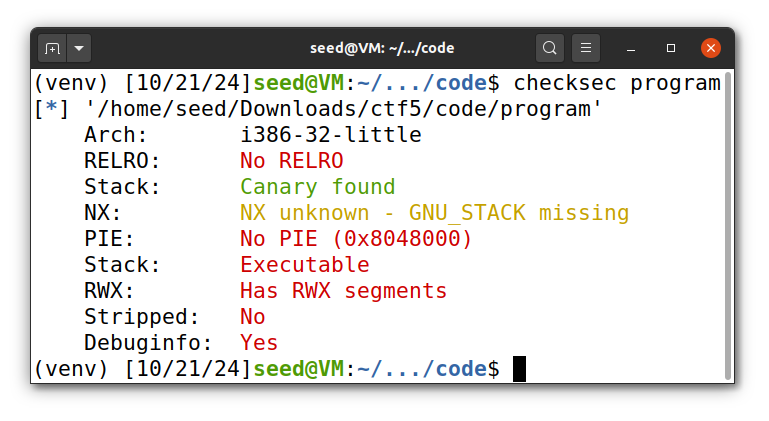 seed@VM: ~/.../code
(venv) [10/21/24]seed@VM:~/.../code$ checksec program
[*] '/home/seed/Downloads/ctf5/code/program'
    Arch:       i386-32-little
    RELRO:      No RELRO
    Stack:      Canary found
    NX:         NX unknown - GNU_STACK missing
    PIE:        No PIE (0x8048000)
    Stack:      Executable
    RWX:        Has RWX segments
    Stripped:   No
    Debuginfo:  Yes
(venv) [10/21/24]seed@VM:~/.../code$